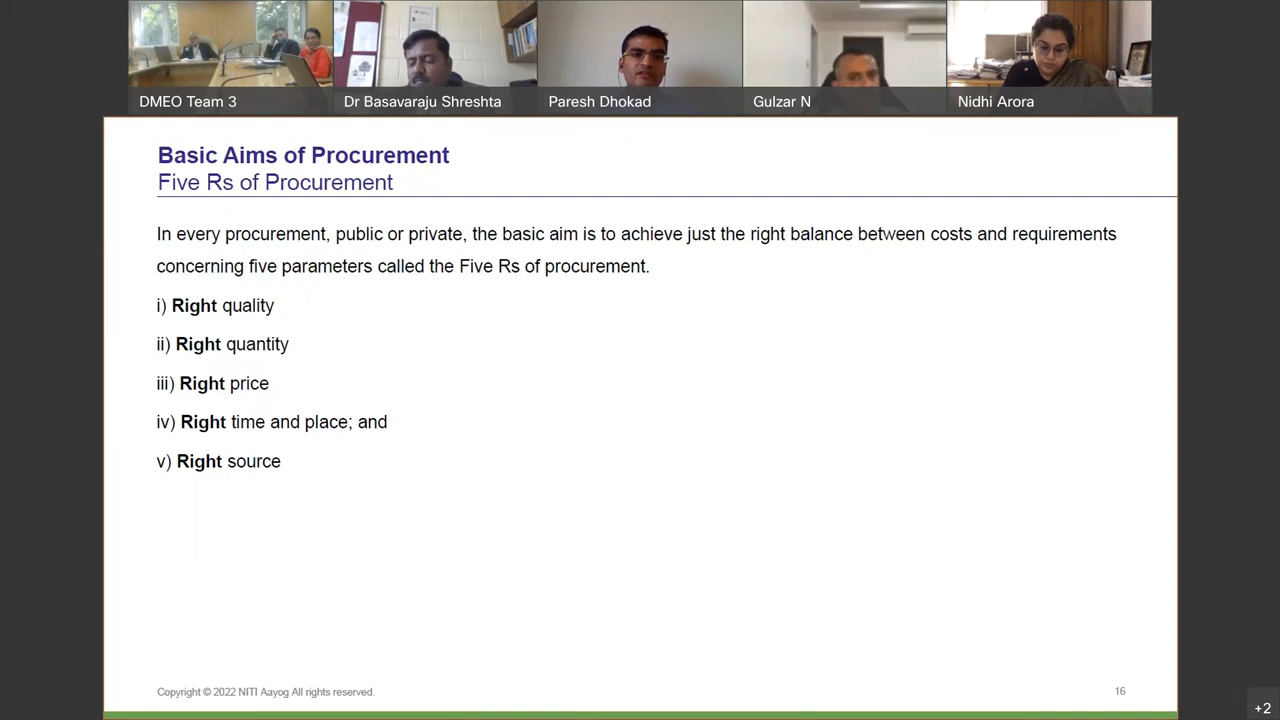 DMEO Team 3
Dr Basavaraju Shreshta
Paresh Dhokad
Gulzar N
Nidhi Arora
Basic Aims of Procurement
Five Rs of Procurement
In every procurement, public or private, the basic aim is to achieve just the right balance between costs and requirements
concerning five parameters called the Five Rs of procurement.
i) Right quality
ii) Right quantity
iii) Right price
iv) Right time and place; and
v) Right source
Copyright © 2022 NITI Aayog All rights reserved.
16
+2